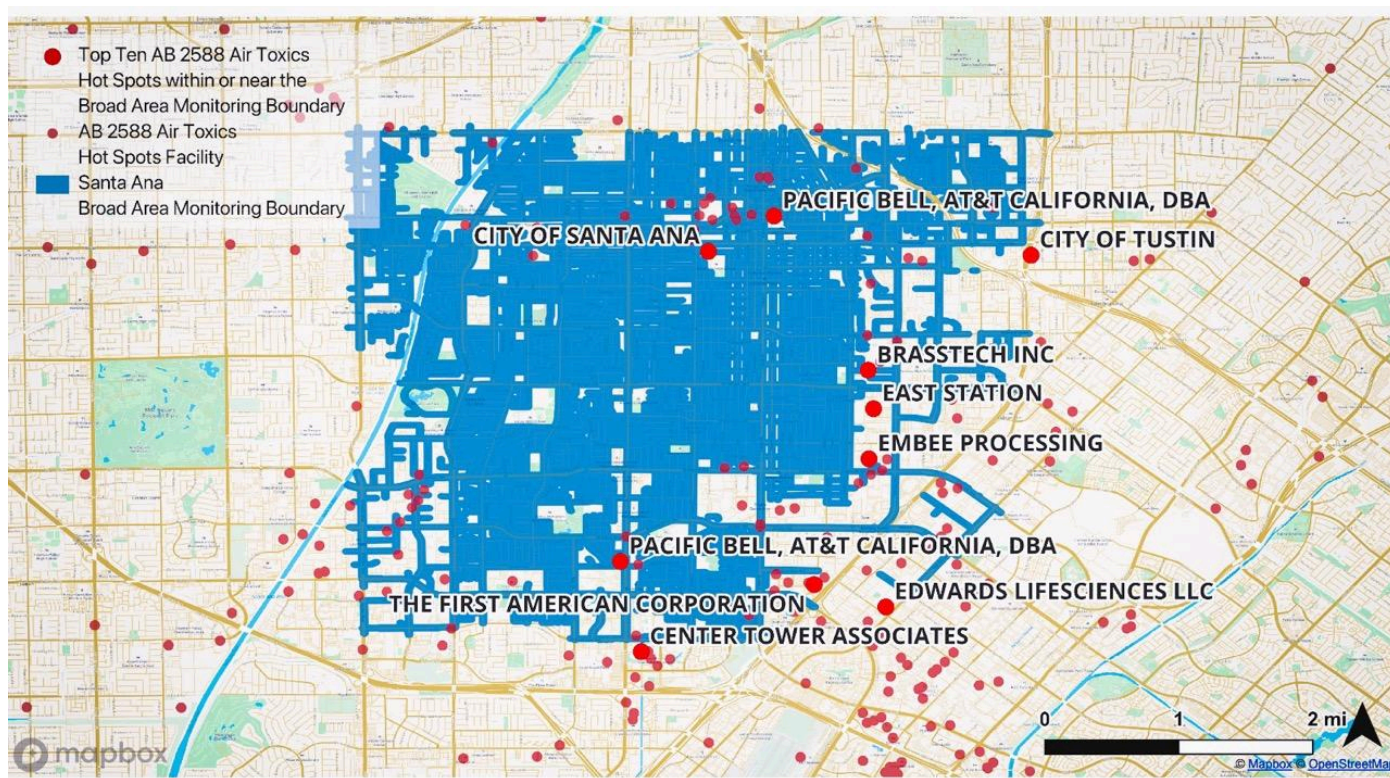 Top Ten AB 2588 Air Toxics
Hot Spots within or near the
Broad Area Monitoring Boundary
AB 2588 Air Toxics
Hot Spots Facility
Santa Ana
Broad Area Monitoring Boundary
PACIFIC BELL, AT&T CALIFORNIA, DBA
CITY OF SANTA ANA
CITY OF TUSTIN
BRASSTECH INC
EAST STATION
EMBEE PROCESSING
PACIFIC BELL, AT&T CALIFORNIA, DBA
EDWARDS LIFESCIENCES LLC
THE FIRST AMERICAN CORPORATION
CENTER TOWER ASSOCIATES
0 1 2 mi
mapbox
© Mapbox © OpenStreetMa